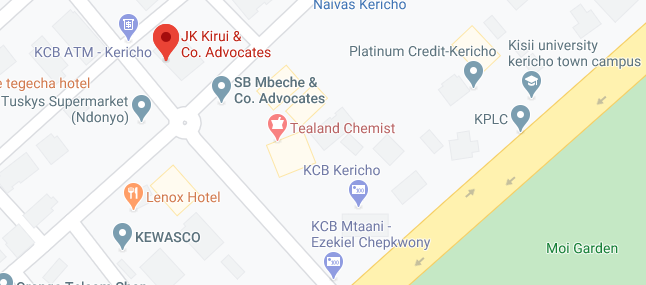 Naivas Kericho
JK Kirui &
Co. Advocates
KCB ATM - Kericho
Platinum Credit-Kericho
Kisii university
kericho town campus
e tegecha hotel
SB Mbeche &
Co. Advocates
Tuskys Supermarket
(Ndonyo)
KPLC
Tealand Chemist
KCB Kericho
Lenox Hotel
KCB Mtaani -
Ezekiel Chepkwony
KEWASCO
Moi Garden